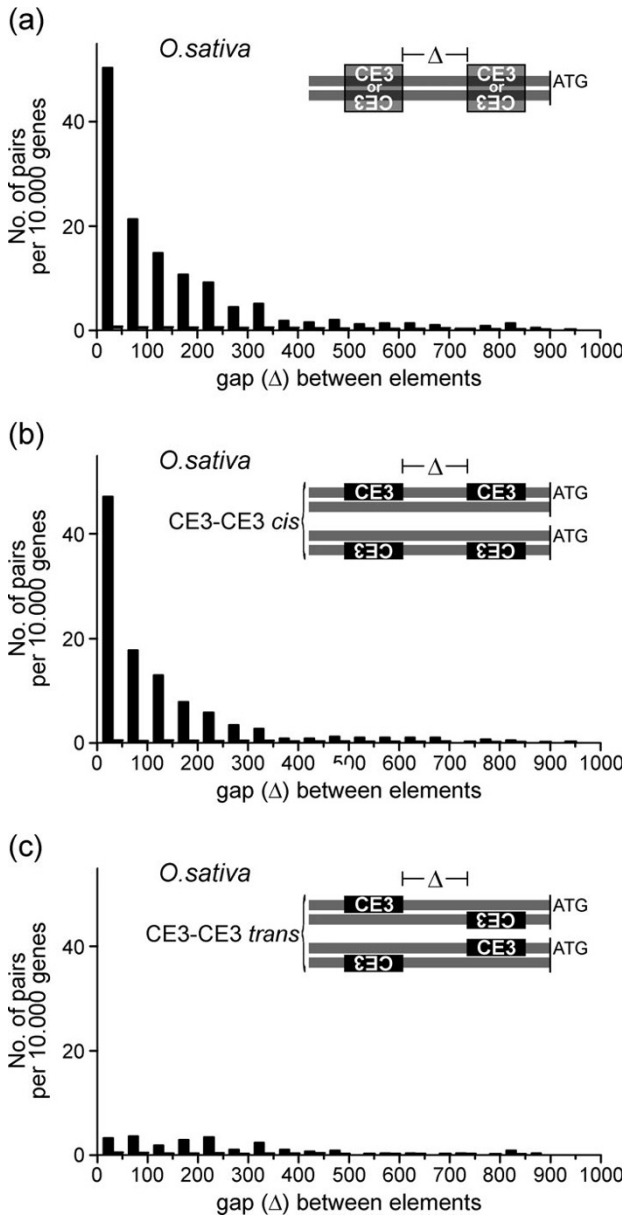 (a)
O.sativa
Δ
CE3 or CE3
CE3 or CE3
ATG
No. of pairs
per 10.000 genes
40
20
0
0 100 200 300 400 500 600 700 800 900 1000
gap (Δ) between elements
(b)
O.sativa
Δ
CE3 CE3 ATG
CE3-CE3 cis
ATG
CE3 CE3
No. of pairs
per 10.000 genes
40
20
0
0 100 200 300 400 600 700 800 900 1000
gap (Δ) between elements
(c)
O.sativa
Δ
CE3 ATG
CE3
CE3-CE3 trans
CE3 ATG
CE3
No. of pairs
per 10.000 genes
40
20
0
0 100 200 300 400 500 600 700 800 900 1000
gap (Δ) between elements